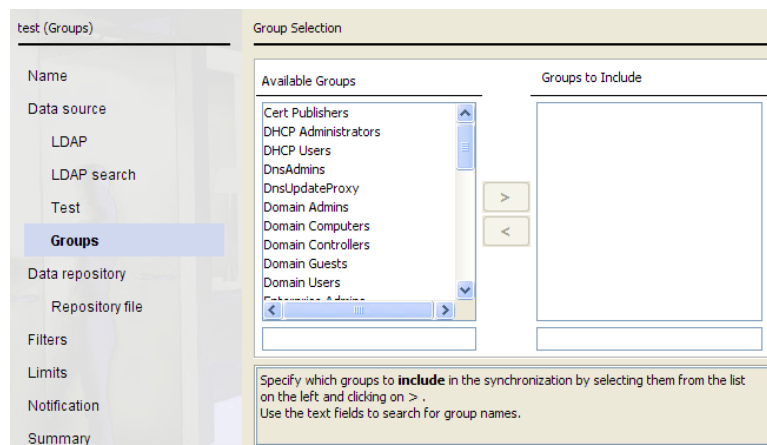 test (Groups)
Name
Data source
LDAP
LDAP search
Test
Groups
Data repository
Repository file
Filters
Limits
Notification
Summary
Group Selection
Available Groups
Cert Publishers
DHCP Administrators
DHCP Users
DnsAdmins
DnsUpdateProxy
Domain Admins
Domain Computers
Domain Controllers
Domain Guests
Domain Users
Enterprise Admins
>
<
Groups to Include
Specify which groups to include in the synchronization by selecting them from the list
on the left and clicking on > .
Use the text fields to search for group names.